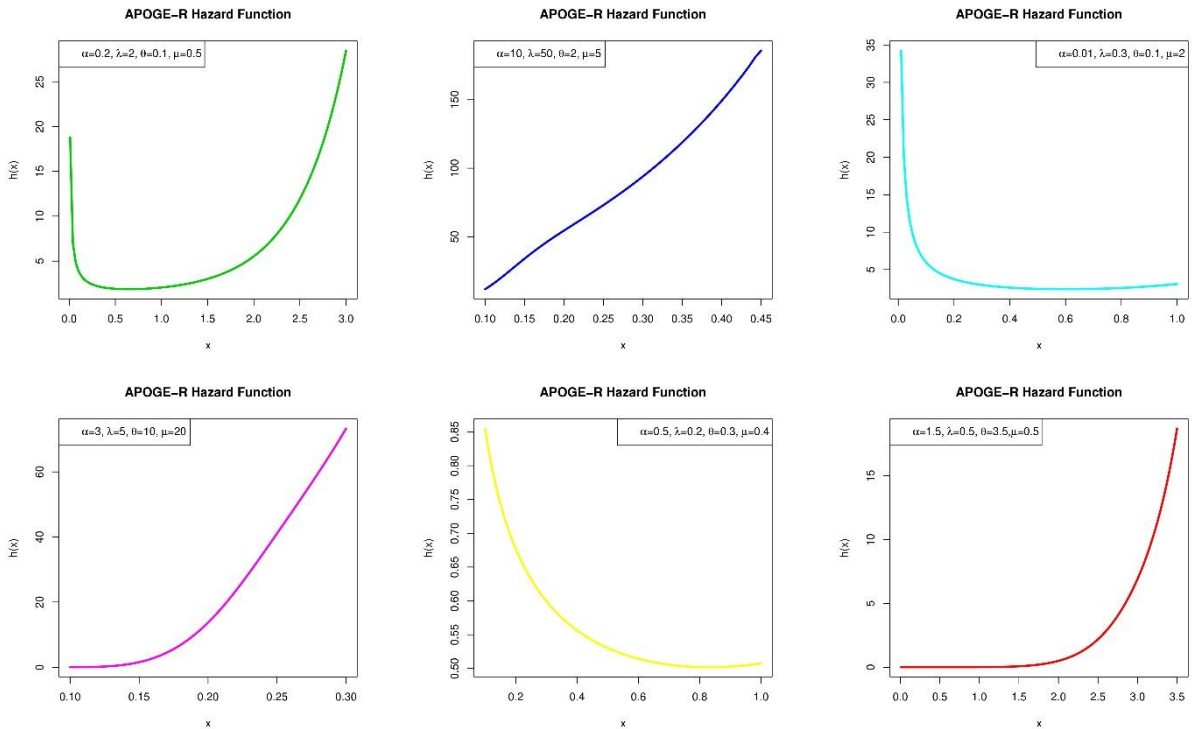 APOGE−R Hazard Function
α=0.2, λ=2, θ=0.1, μ=0.5
h(x)
25
20
15
10
5
0.0 0.5 1.0 1.5 2.0 2.5 3.0
x
APOGE−R Hazard Function
α=10, λ=50, θ=2, μ=5
h(x)
150
100
50
0.10 0.15 0.20 0.25 0.30 0.35 0.40 0.45
x
APOGE−R Hazard Function
α=0.01, λ=0.3, θ=0.1, μ=2
h(x)
35
30
25
20
15
10
5
0.0 0.2 0.4 0.6 0.8 1.0
x
APOGE−R Hazard Function
α=3, λ=5, θ=10, μ=20
h(x)
60
40
20
0
0.10 0.15 0.20 0.25 0.30
x
APOGE−R Hazard Function
α=0.5, λ=0.2, θ=0.3, μ=0.4
h(x)
0.85
0.80
0.75
0.70
0.65
0.60
0.55
0.50
0.2 0.4 0.6 0.8 1.0
x
APOGE−R Hazard Function
α=1.5, λ=0.5, θ=3.5,μ=0.5
h(x)
15
10
5
0
0.0 0.5 1.0 1.5 2.0 2.5 3.0 3.5
x